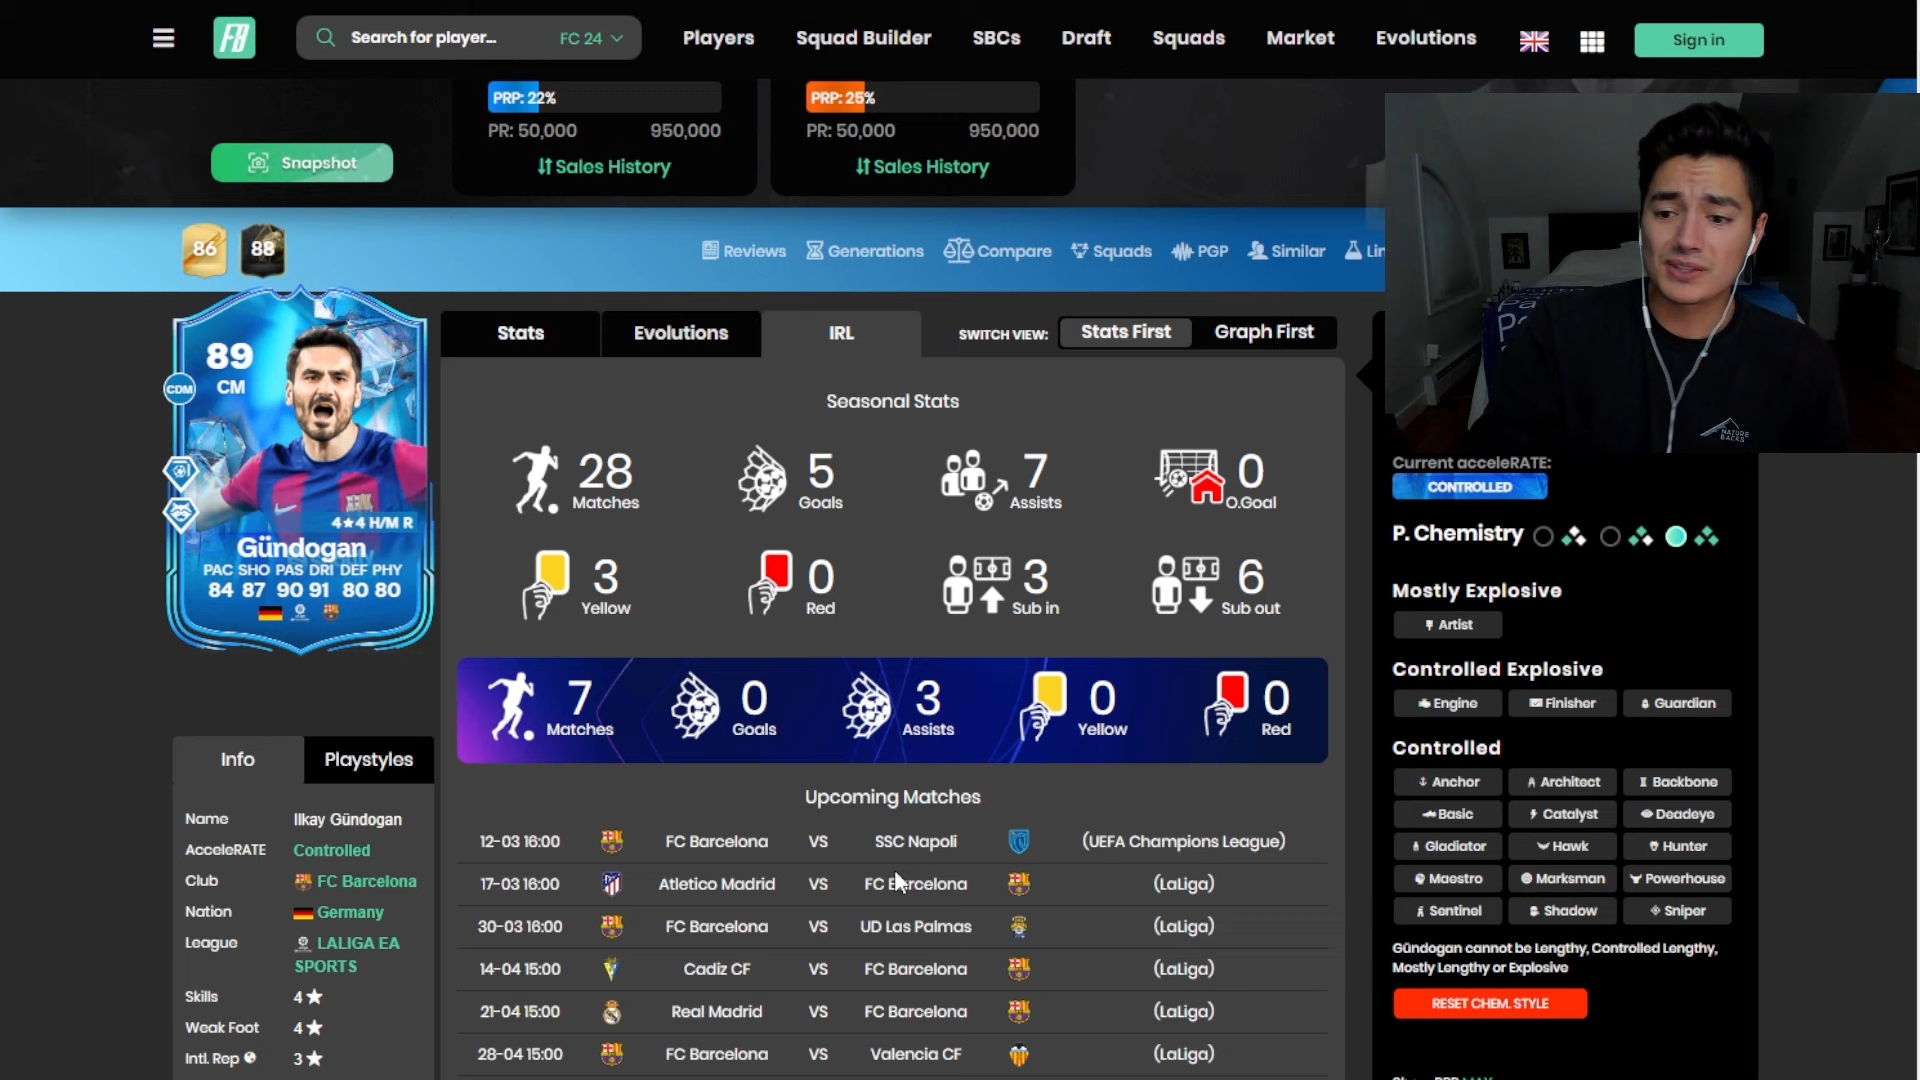 FB
Search for player...
FC 24
Players
Squad Builder
SBCs
Draft
Squads
Market
Evolutions
Sign in
PRP: 22%
PR: 50,000 950,000
Sales History
PRP: 25%
PR: 50,000 950,000
Sales History
Snapshot
86
88
Reviews
Generations
Compare
Squads
PGP
Similar
Lin
89
CM
CDM
4★4 H/M R
Gündogan
PAC SHO PAS DRI DEF PHY
84 87 90 91 80 80
Stats
Evolutions
IRL
SWITCH VIEW:
Stats First
Graph First
Seasonal Stats
28 Matches
5 Goals
7 Assists
0 O.Goal
3 Yellow
0 Red
3 Sub in
6 Sub out
7 Matches
0 Goals
3 Assists
0 Yellow
0 Red
Upcoming Matches
12-03 16:00 FC Barcelona VS SSC Napoli (UEFA Champions League)
17-03 16:00 Atletico Madrid VS FC Barcelona (LaLiga)
30-03 16:00 FC Barcelona VS UD Las Palmas (LaLiga)
14-04 15:00 Cadiz CF VS FC Barcelona (LaLiga)
21-04 15:00 Real Madrid VS FC Barcelona (LaLiga)
28-04 15:00 FC Barcelona VS Valencia CF (LaLiga)
Info
Playstyles
Name Ilkay Gündogan
AcceleRATE Controlled
Club FC Barcelona
Nation Germany
League LALIGA EA
SPORTS
Skills 4★
Weak Foot 4★
Intl. Rep 3★
NATURE
BACKS
Current acceleRATE:
CONTROLLED
P. Chemistry
Mostly Explosive
Artist
Controlled Explosive
Engine Finisher Guardian
Controlled
Anchor Architect Backbone
Basic Catalyst Deadeye
Gladiator Hawk Hunter
Maestro Marksman Powerhouse
Sentinel Shadow Sniper
Gündogan cannot be Lengthy, Controlled Lengthy,
Mostly Lengthy or Explosive
RESET CHEM. STYLE